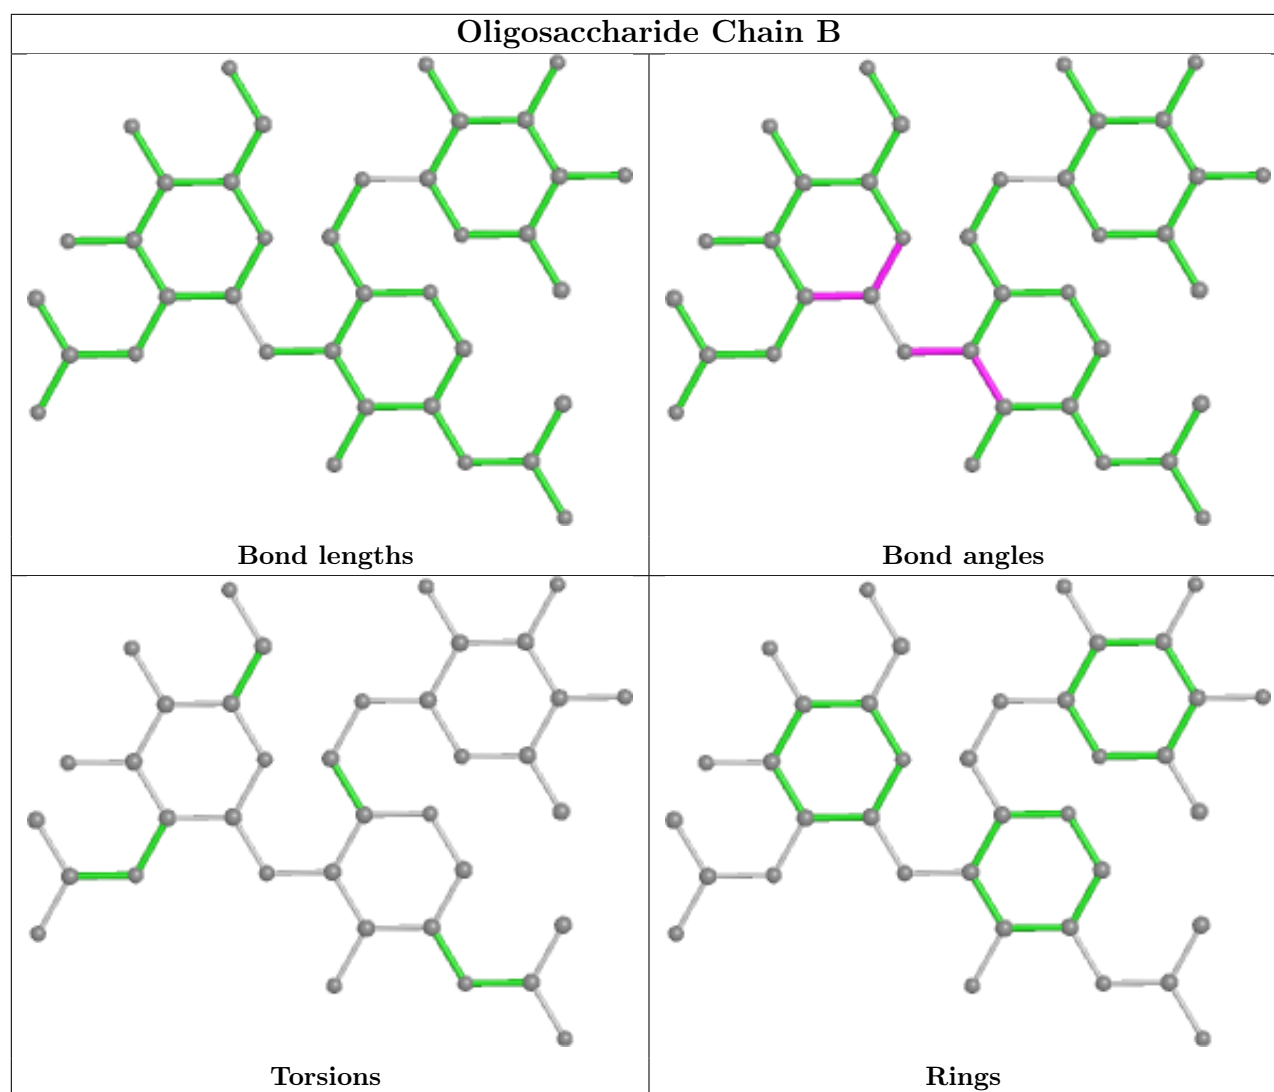 Oligosaccharide Chain B
Bond lengths
Bond angles
Torsions
Rings